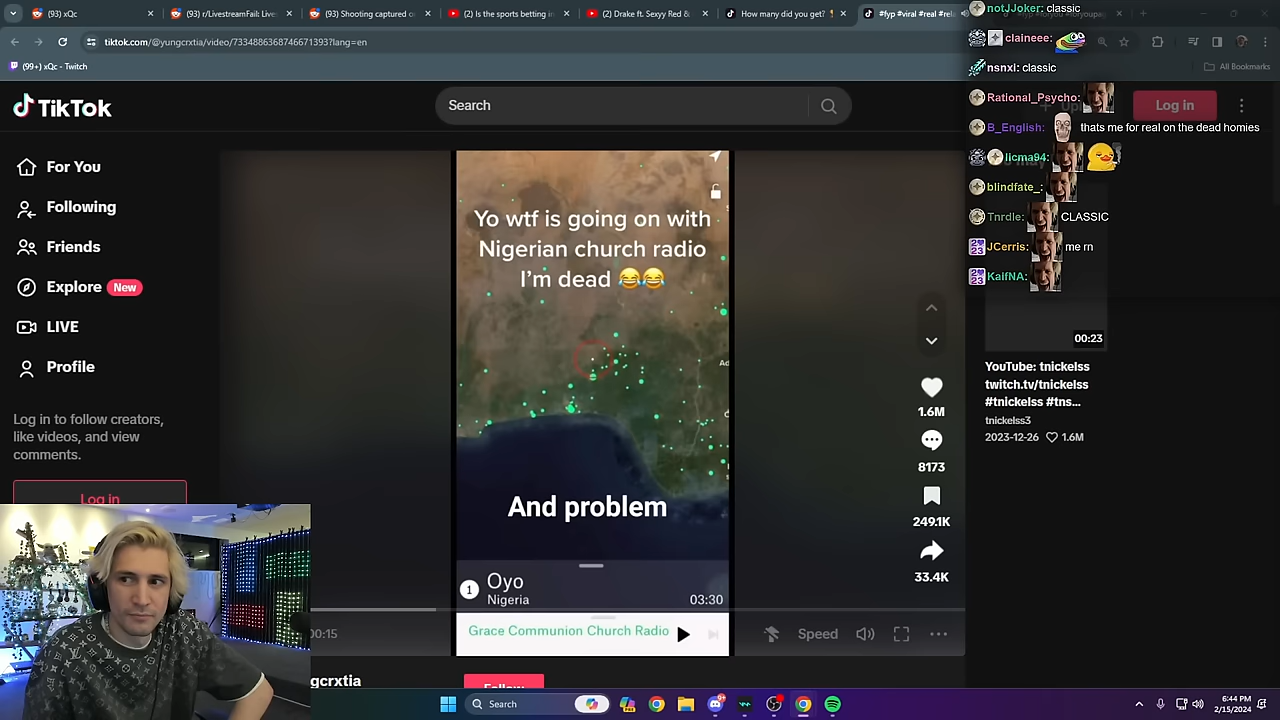 (93) xQc
(93) r/LivestreamFail:
(93) Shooting captured o
(2) Is the sports betting in
(2) Drake ft. Sexyy Red &
How many did you get?
#fyp #viral #real #rela
tiktok.com/@yungcrxtia/video/7334886368746671393?lang=en
(99+) xQc - Twitch
All Bookmarks
TikTok
Search
Log in
For You
Following
Friends
Explore New
LIVE
Profile
Log in to follow creators,
like videos, and view
comments.
Log in
Yo wtf is going on with
Nigerian church radio
I'm dead 😂😂
And problem
1
Oyo
Nigeria
03:30
Grace Communion Church Radio
00:15
Speed
1.6M
8173
249.1K
33.4K
gcrxtia
Follow
notJJoker: classic
claineee:
nsnxl: classic
Rational_Psycho:
B_English: thats me for real on the dead homies
licma94:
blindfate_:
Tnrdle: CLASSIC
JCerris: me rn
KaifNA:
00:23
YouTube: tnickelss
twitch.tv/tnickelss
#tnickelss #tns...
tnickelss3
2023-12-26 1.6M
Search
6:44 PM
2/15/2024